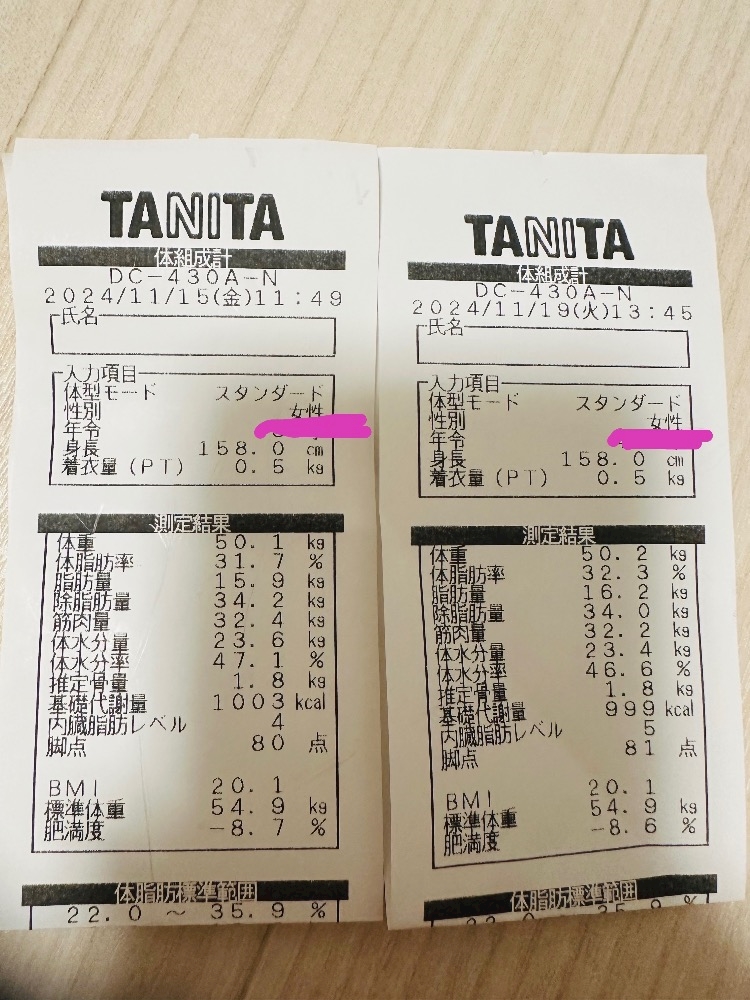 TANITA
体組成計
DC-430A-N
2024/11/15(金)11:49
氏名
入力項目
体型モード スタンダード
性別 女性
年令
身長 158.0 cm
着衣量(PT) 0.5 kg
測定結果
体重 50.1 kg
体脂肪率 31.7 %
脂肪量 15.9 kg
除脂肪量 34.2 kg
筋肉量 32.4 kg
体水分量 23.6 kg
体水分率 47.1 %
推定骨量 1.8 kg
基礎代謝量 1003 kcal
内臓脂肪レベル 4
脚点 80 点
BMI 20.1
標準体重 54.9 kg
肥満度 -8.7 %
体脂肪標準範囲
22.0 ~ 35.9 %
TANITA
体組成計
DC-430A-N
2024/11/19(火)13:45
氏名
入力項目
体型モード スタンダード
性別 女性
年令
身長 158.0 cm
着衣量(PT) 0.5 kg
測定結果
体重 50.2 kg
体脂肪率 32.3 %
脂肪量 16.2 kg
除脂肪量 34.0 kg
筋肉量 32.2 kg
体水分量 23.4 kg
体水分率 46.6 %
推定骨量 1.8 kg
基礎代謝量 999 kcal
内臓脂肪レベル 5
脚点 81 点
BMI 20.1
標準体重 54.9 kg
肥満度 -8.6 %
体脂肪標準範囲